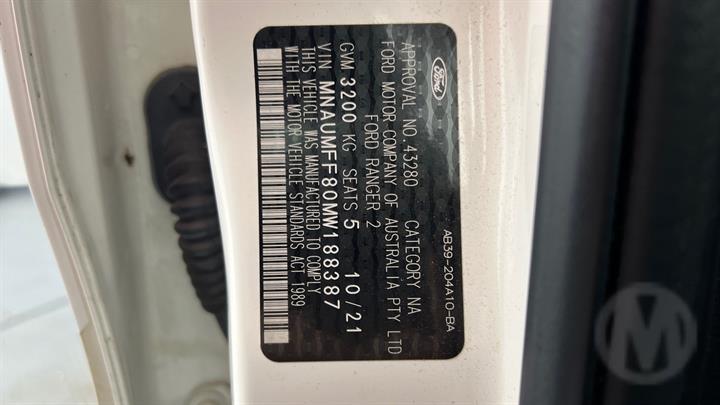 Ford
AB39-204A10-BA
APPROVAL NO. 43280 CATEGORY NA
FORD MOTOR COMPANY OF AUSTRALIA PTY LTD
FORD RANGER 2
GVM 3200 KG SEATS 5 10/21
VIN MNAUMFF80MW188387
THIS VEHICLE WAS MANUFACTURED TO COMPLY
WITH THE MOTOR VEHICLE STANDARDS ACT 1989
M